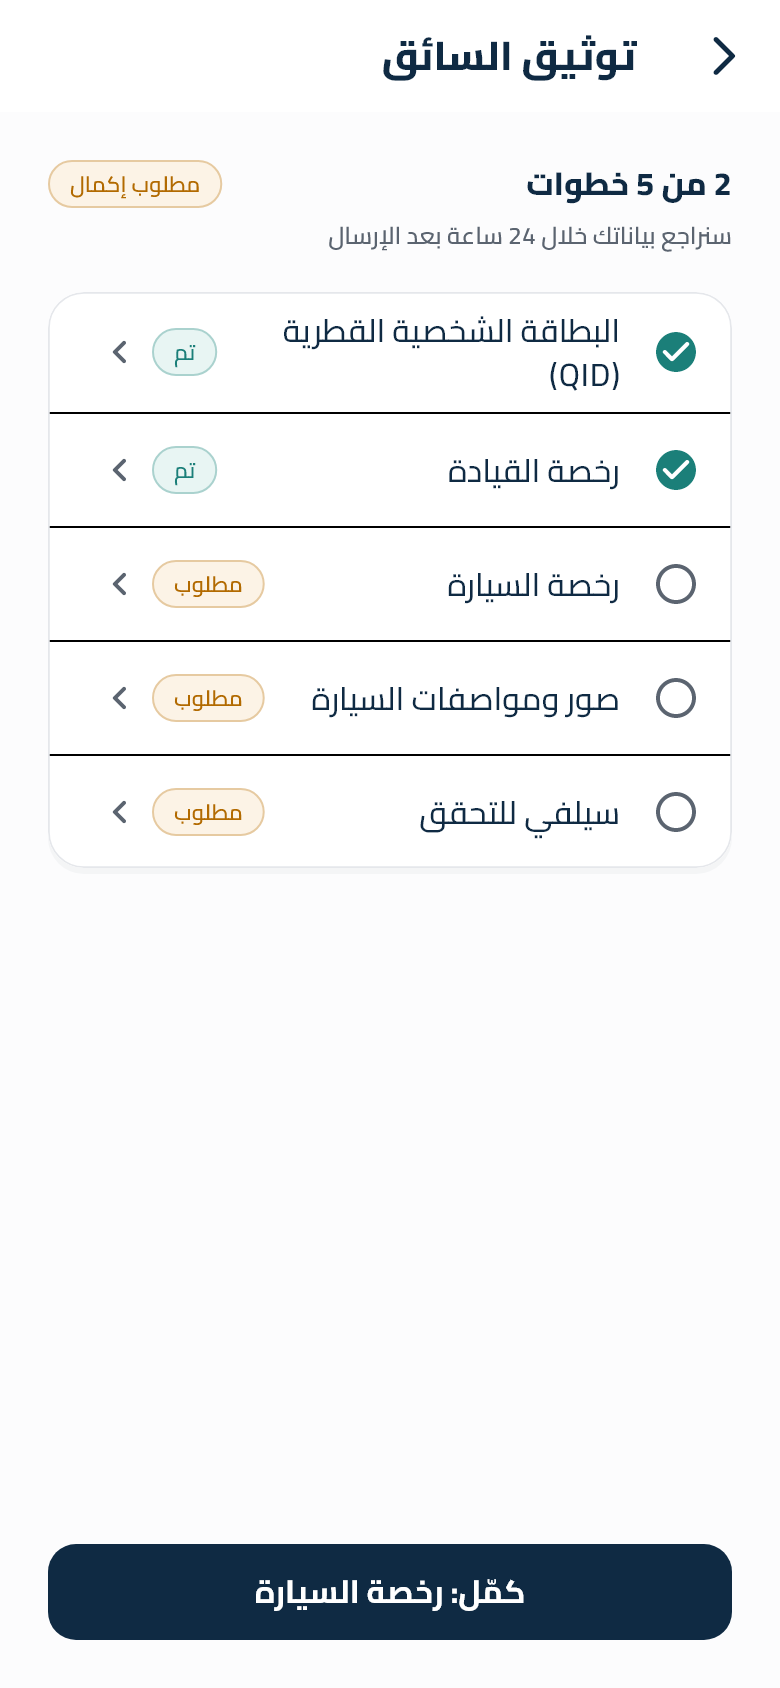 توثيق السائق
2 من 5 خطوات
مطلوب إكمال
سنراجع بياناتك خلال 24 ساعة بعد الإرسال
البطاقة الشخصية القطرية
(QID)
تم
رخصة القيادة
تم
رخصة السيارة
مطلوب
صور ومواصفات السيارة
مطلوب
سيلفي للتحقق
مطلوب
كمّل: رخصة السيارة